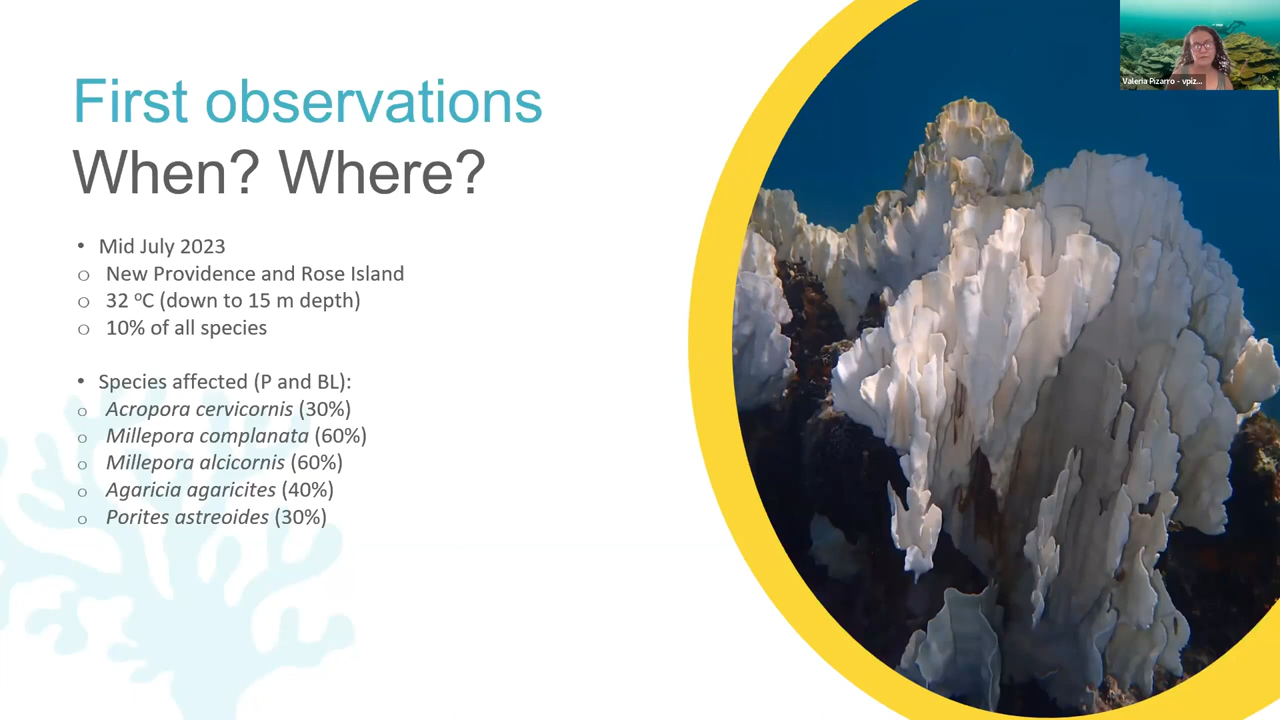 First observations
When? Where?
• Mid July 2023
o New Providence and Rose Island
o 32 ºC (down to 15 m depth)
o 10% of all species
• Species affected (P and BL):
o Acropora cervicornis (30%)
o Millepora complanata (60%)
o Millepora alcicornis (60%)
o Agaricia agaricites (40%)
o Porites astreoides (30%)
Valeria Pizarro - vpiz...